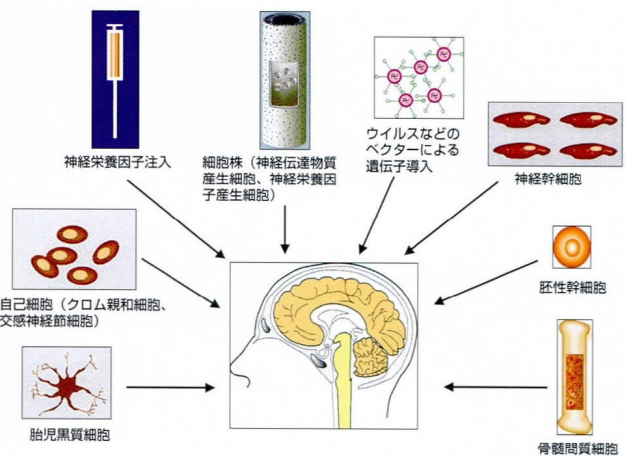 神経栄養因子注入
細胞株（神経伝達物質
産生細胞、神経栄養因
子産生細胞）
ウイルスなどの
ベクターによる
遺伝子導入
神経幹細胞
自己細胞（クロム親和細胞、
交感神経節細胞）
胚性幹細胞
胎児黒質細胞
骨髄間質細胞